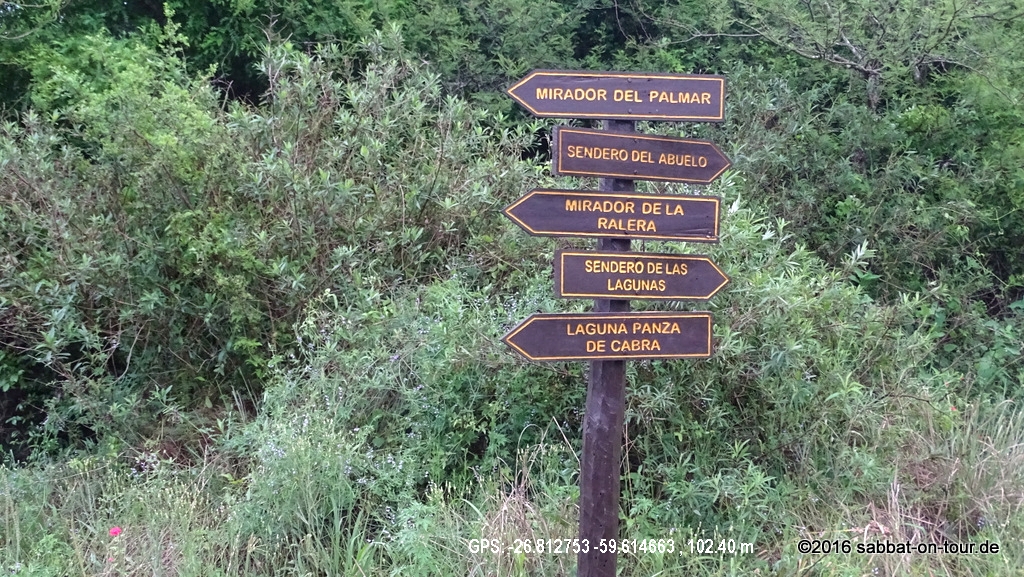 MIRADOR DEL PALMAR
SENDERO DEL ABUELO
MIRADOR DE LA
RALERA
SENDERO DE LAS
LAGUNAS
LAGUNA PANZA
DE CABRA
GPS: -26.812753 -59.614663 , 102.40 m
©2016 sabbat-on-tour.de